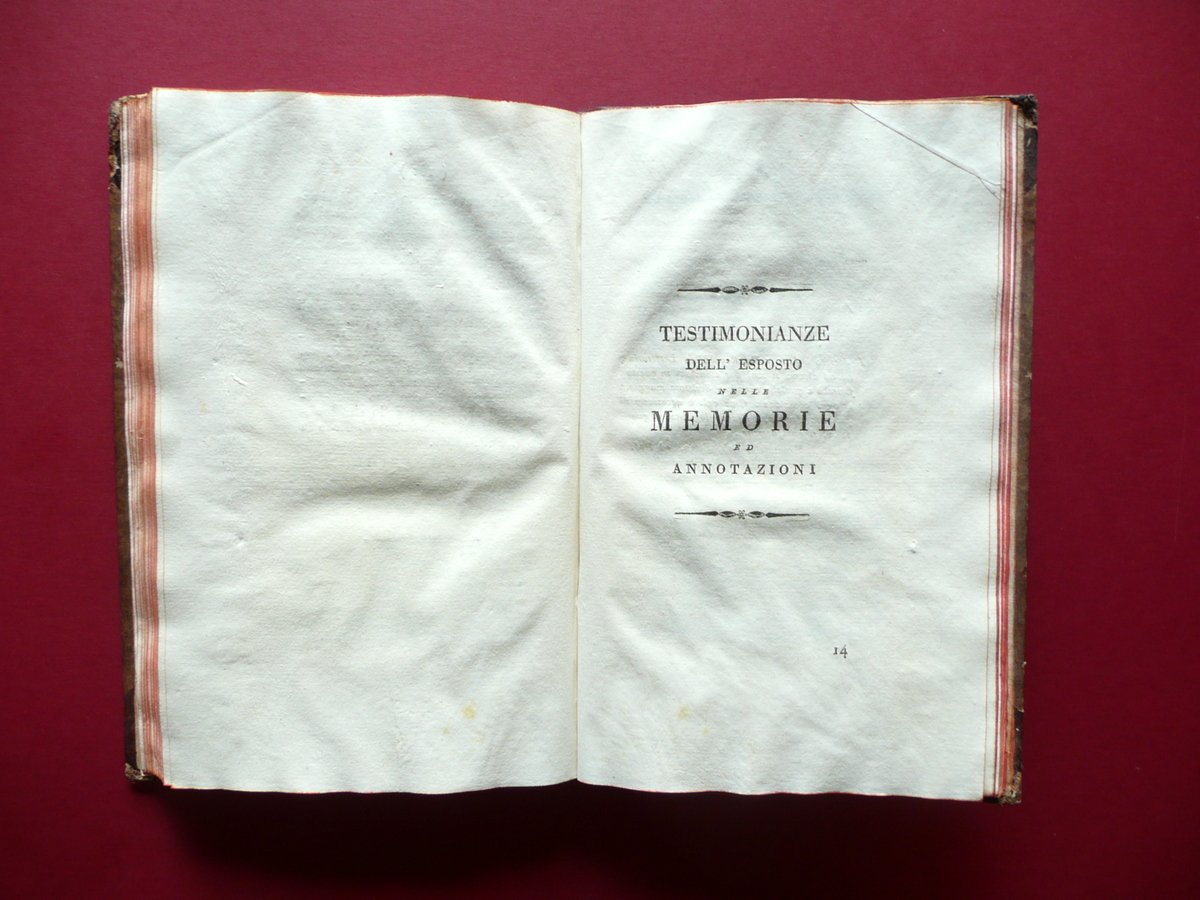 TESTIMONIANZE
DELL' ESPOSTO
NELLE
MEMORIE
ED
ANNOTAZIONI
14